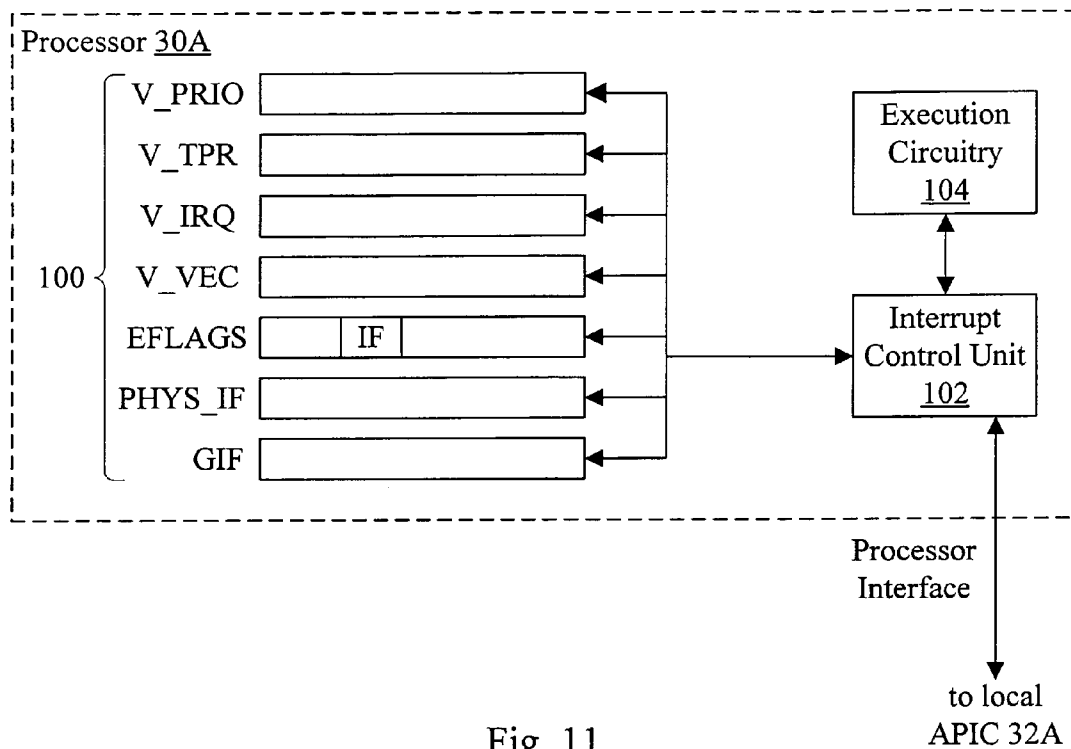 Processor 30A
V_PRIO
V_TPR
V_IRQ
V_VEC
EFLAGS
IF
PHYS_IF
GIF
100
Execution
Circuitry
104
Interrupt
Control Unit
102
Processor
Interface
to local
APIC 32A
Fig. 11